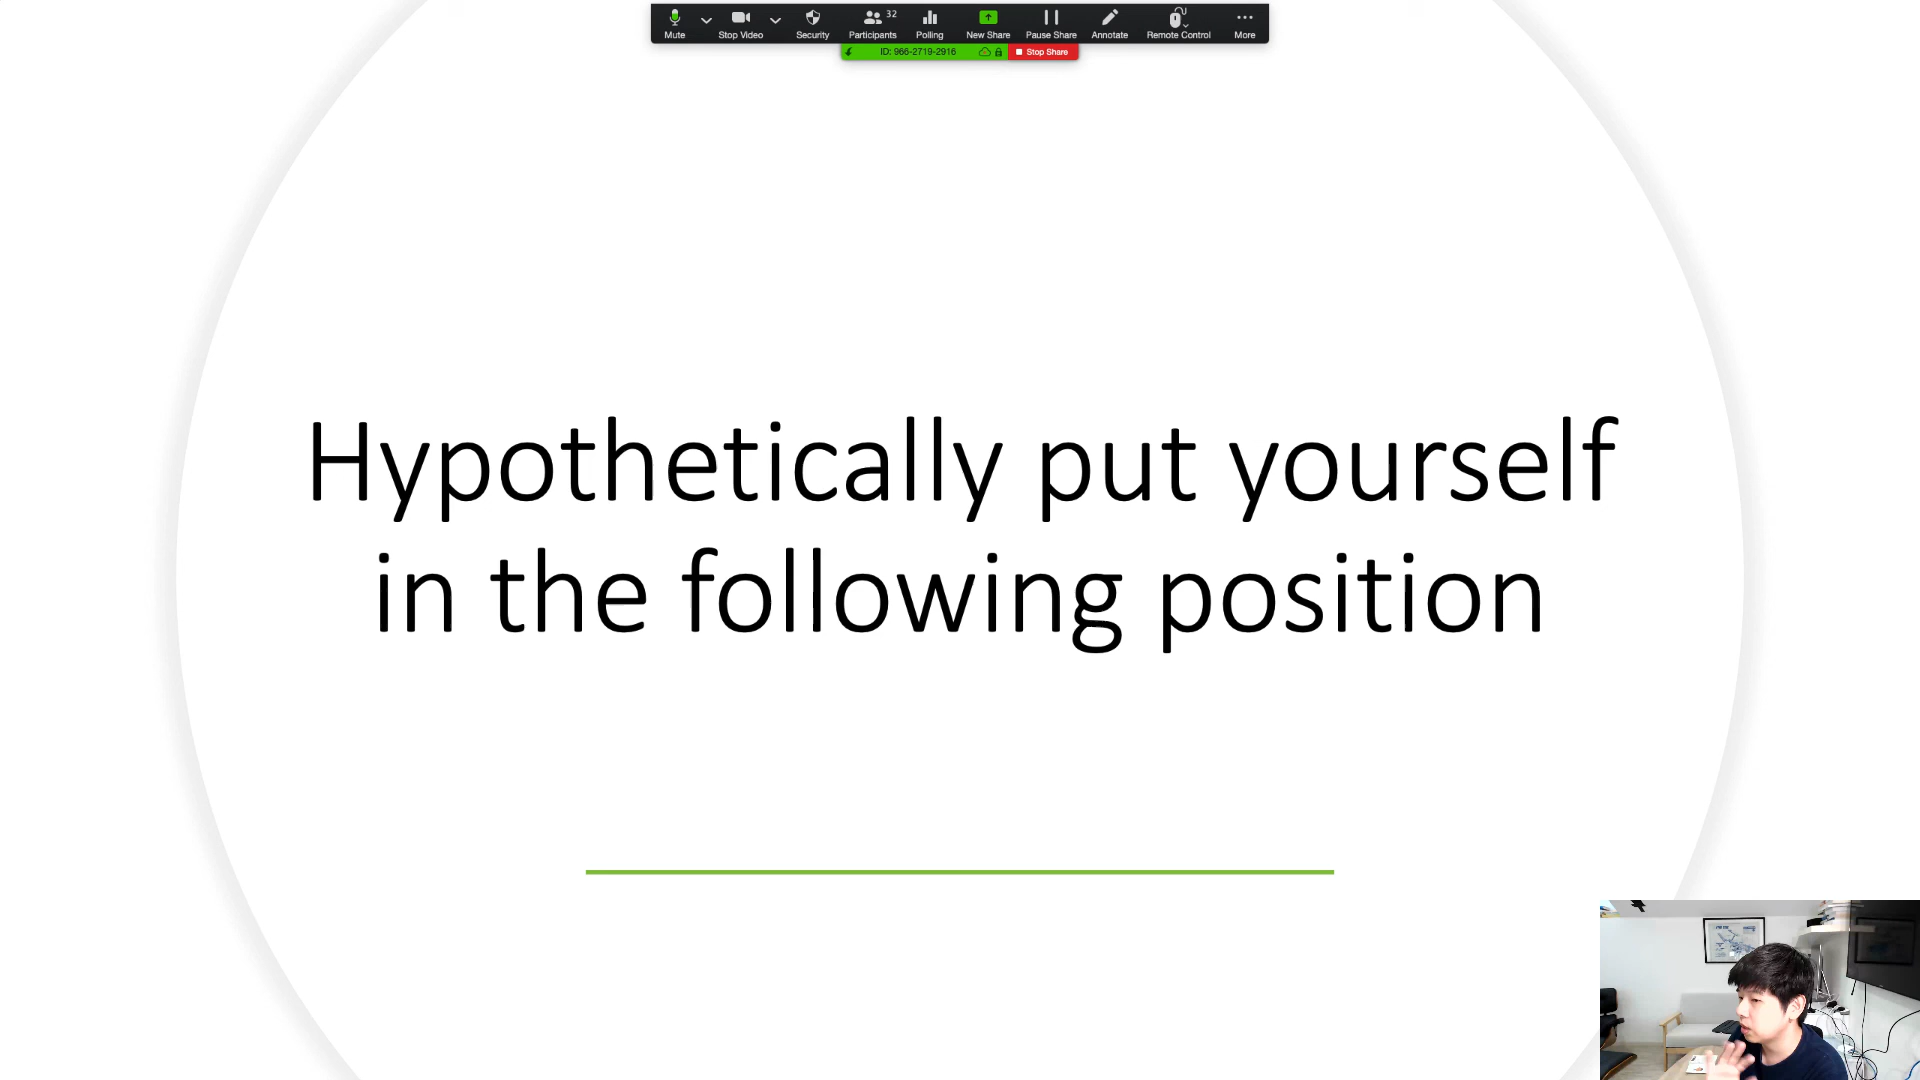 Mute
Stop Video
Security
Participants
32
Polling
New Share
Pause Share
Annotate
Remote Control
More
ID: 966-2719-2916
Stop Share
Hypothetically put yourself
in the following position